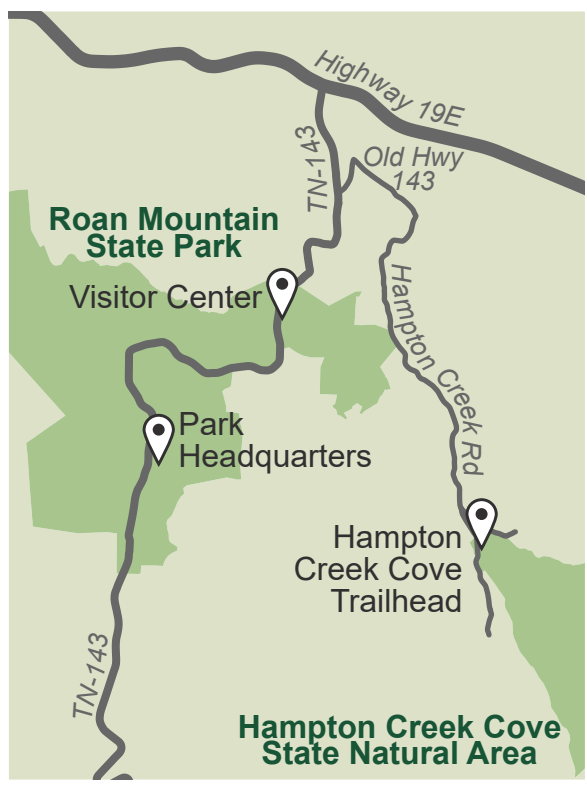 Highway 19E
TN-143
Old Hwy
143
Roan Mountain
State Park
Visitor Center
Hampton Creek Rd
Park
Headquarters
Hampton
Creek Cove
Trailhead
TN-143
Hampton Creek Cove
State Natural Area